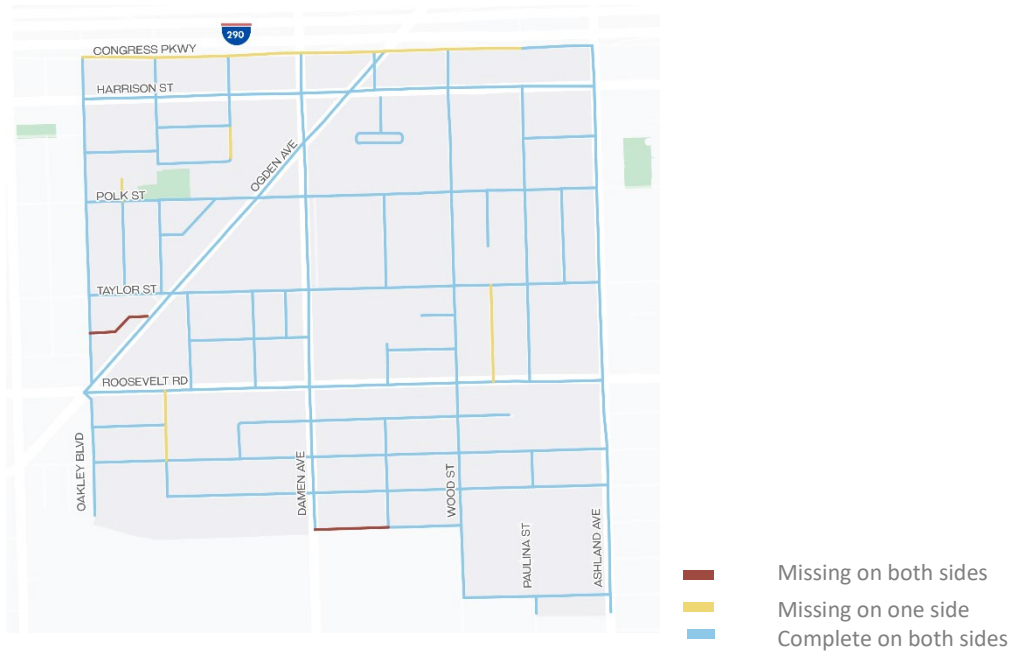 290
CONGRESS PKWY
HARRISON ST
OGDEN AVE
POLK ST
TAYLOR ST
ROOSEVELT RD
OAKLEY BLVD
DAMEN AVE
WOOD ST
PAULINA ST
ASHLAND AVE
Missing on both sides
Missing on one side
Complete on both sides